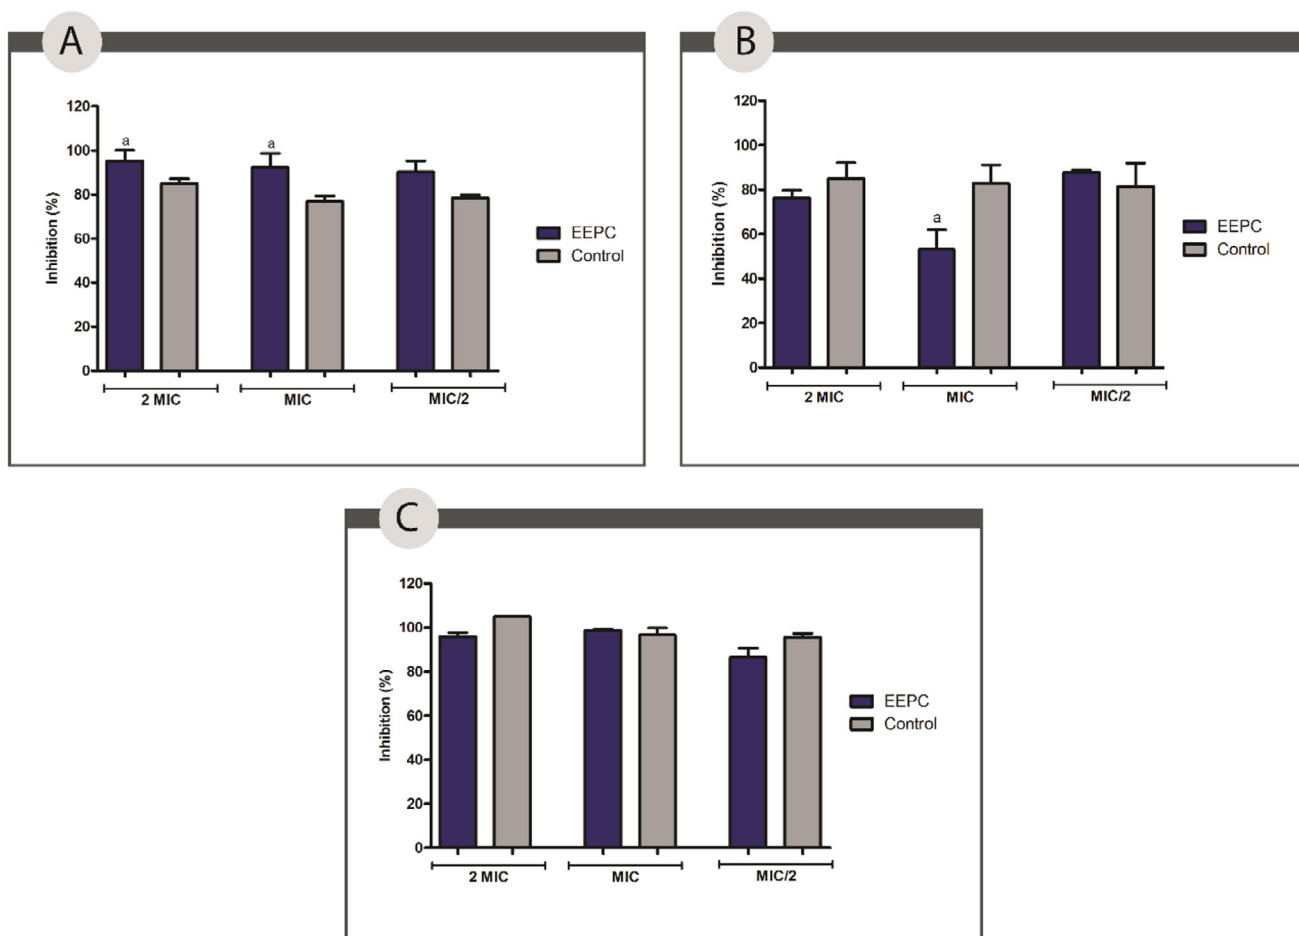 A
120
100
80
60
40
20
0
Inhibition (%)
a
a
2 MIC
MIC
MIC/2
EEPC
Control
B
120
100
80
60
40
20
0
Inhibition (%)
a
2 MIC
MIC
MIC/2
EEPC
Control
C
120
100
80
60
40
20
0
Inhibition (%)
2 MIC
MIC
MIC/2
EEPC
Control